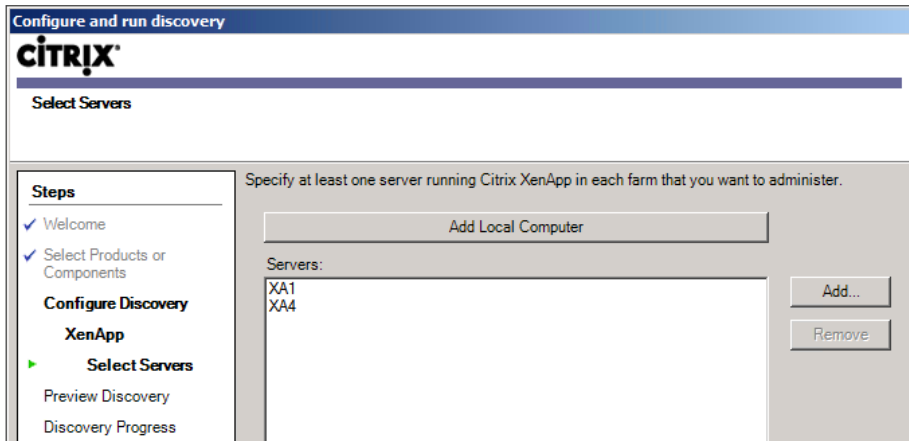 Configure and run discovery
CİTRIX
Select Servers
Steps
Welcome
Select Products or
Components
Configure Discovery
XenApp
Select Servers
Preview Discovery
Discovery Progress
Specify at least one server running Citrix XenApp in each farm that you want to administer.
Add Local Computer
Servers:
XA1
XA4
Add...
Remove